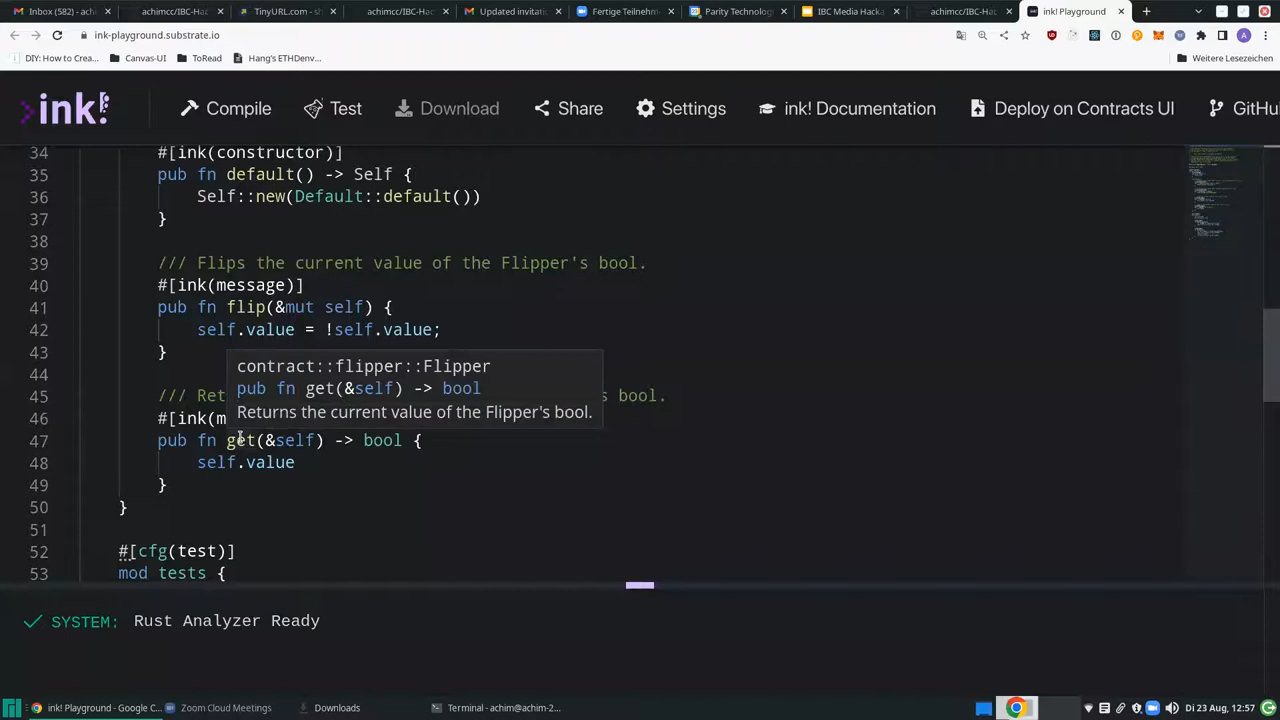 Inbox (582) - achi
achimcc/IBC-Hac
TinyURL.com - sh
achimcc/IBC-Hac
Updated invitatio
Fertige Teilnehm
Parity Technolog
IBC Media Hacka
achimcc/IBC-Hac
ink! Playground
ink-playground.substrate.io
DIY: How to Crea...
Canvas-UI
ToRead
Hang's ETHDenv...
Weitere Lesezeichen
ink!
Compile
Test
Download
Share
Settings
ink! Documentation
Deploy on Contracts UI
GitHu
34 #[ink(constructor)]
35 pub fn default() -> Self {
36 Self::new(Default::default())
37 }
38
39 /// Flips the current value of the Flipper's bool.
40 #[ink(message)]
41 pub fn flip(&mut self) {
42 self.value = !self.value;
43 }
44
contract::flipper::Flipper
pub fn get(&self) -> bool
Returns the current value of the Flipper's bool.
45 /// Ret s bool.
46 #[ink(m
47 pub fn get(&self) -> bool {
48 self.value
49 }
50 }
51
52 #[cfg(test)]
53 mod tests {
SYSTEM: Rust Analyzer Ready
ink! Playground - Google C...
Zoom Cloud Meetings
Downloads
Terminal - achim@achim-2...
Di 23 Aug, 12:57